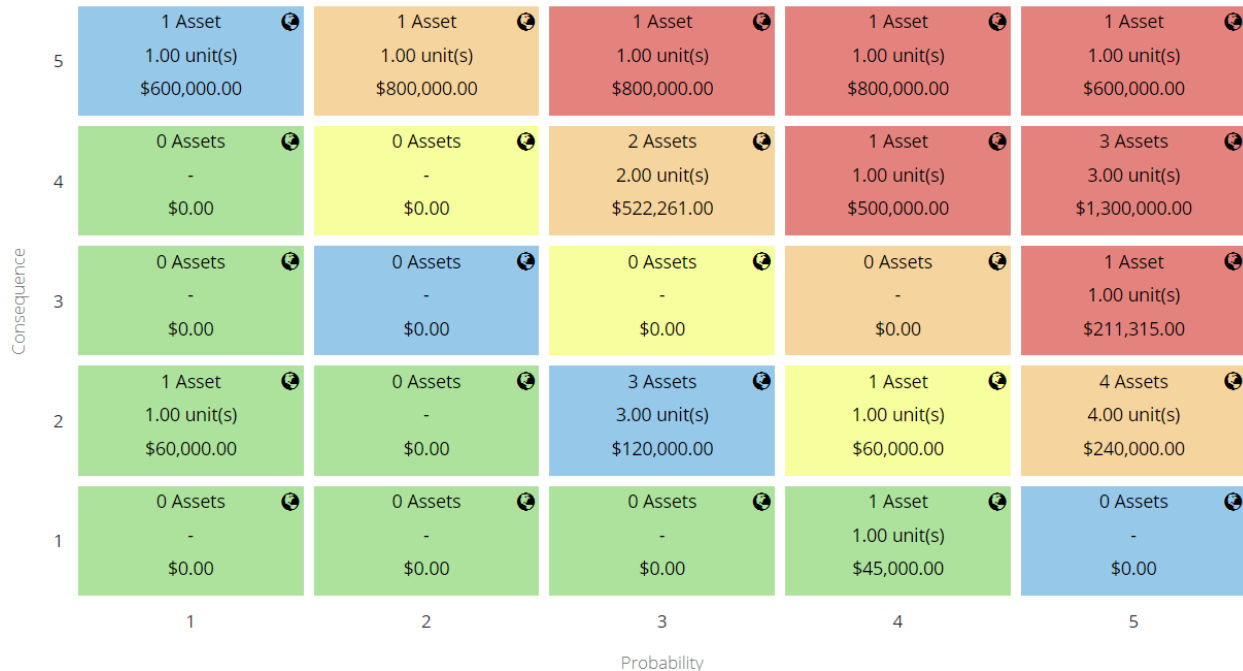 1 Asset 1 Asset 1 Asset 1 Asset 1 Asset
5 1.00 unit(s) 1.00 unit(s) 1.00 unit(s) 1.00 unit(s) 1.00 unit(s)
$600,000.00 $800,000.00 $800,000.00 $800,000.00 $600,000.00
0 Assets 0 Assets 2 Assets 1 Asset 3 Assets
4 - - 2.00 unit(s) 1.00 unit(s) 3.00 unit(s)
$0.00 $0.00 $522,261.00 $500,000.00 $1,300,000.00
Consequence
0 Assets 0 Assets 0 Assets 0 Assets 1 Asset
3 - - - - 1.00 unit(s)
$0.00 $0.00 $0.00 $0.00 $211,315.00
1 Asset 0 Assets 3 Assets 1 Asset 4 Assets
2 1.00 unit(s) - 3.00 unit(s) 1.00 unit(s) 4.00 unit(s)
$60,000.00 $0.00 $120,000.00 $60,000.00 $240,000.00
0 Assets 0 Assets 0 Assets 1 Asset 0 Assets
1 - - - 1.00 unit(s) -
$0.00 $0.00 $0.00 $45,000.00 $0.00
1 2 3 4 5
Probability